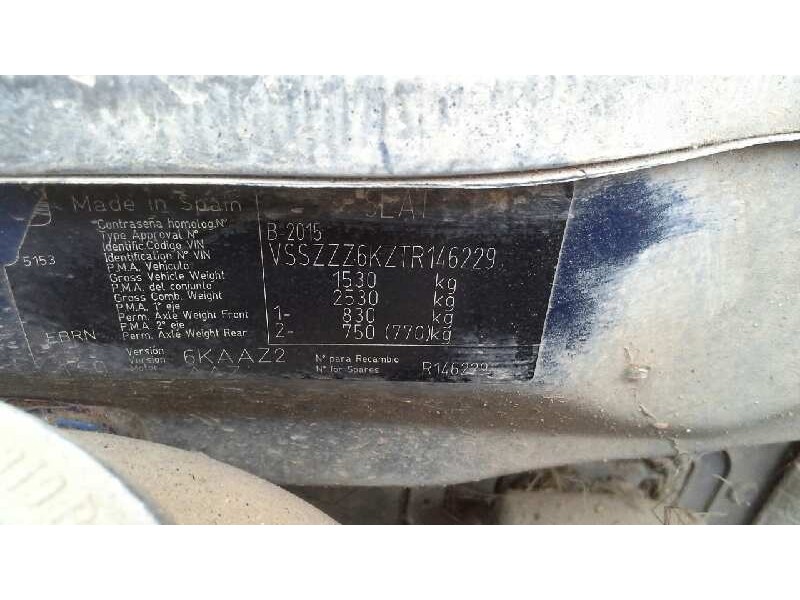 Made in Spain SEAT
Contraseña homolog.Nº B-2015
Type Approval Nº
Identific.Código VIN VSSZZZ6KZTR146229
Identification Nº VIN
5153
P.M.A. Vehículo 1530 kg
Gross Vehicle Weight
P.M.A. del conjunto 2530 kg
Gross Comb. Weight
P.M.A. 1º eje 1- 830 kg
Perm. Axle Weight Front
P.M.A. 2º eje 2- 750 (770)kg
Perm. Axle Weight Rear
EBRN
Versión 6KAAZ2 Nº para Recambio R146229
Version Nº for Spares